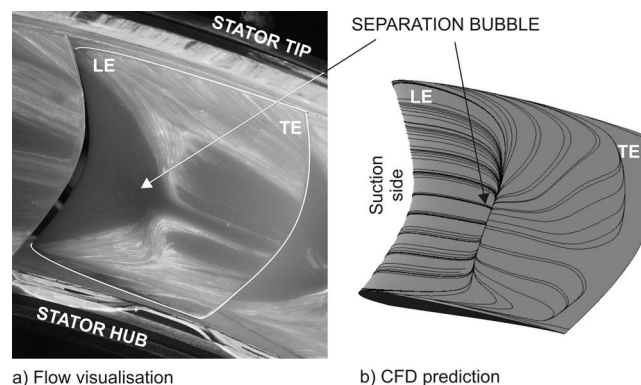 SEPARATION BUBBLE
STATOR TIP
LE
TE
STATOR HUB
LE
TE
Suction
side
a) Flow visualisation
b) CFD prediction